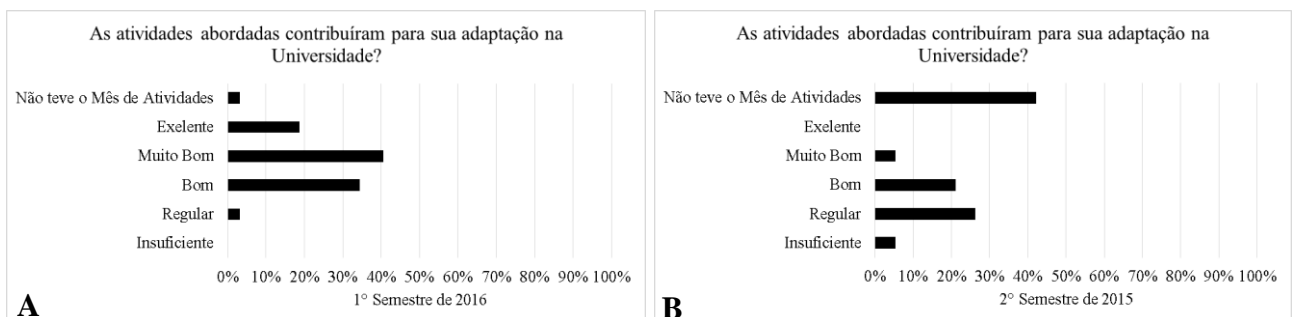 As atividades abordadas contribuíram para sua adaptação na
Universidade?
Não teve o Mês de Atividades
Exelente
Muito Bom
Bom
Regular
Insuficiente
0% 10% 20% 30% 40% 50% 60% 70% 80% 90% 100%
1° Semestre de 2016
A
As atividades abordadas contribuíram para sua adaptação na
Universidade?
Não teve o Mês de Atividades
Exelente
Muito Bom
Bom
Regular
Insuficiente
0% 10% 20% 30% 40% 50% 60% 70% 80% 90% 100%
2° Semestre de 2015
B